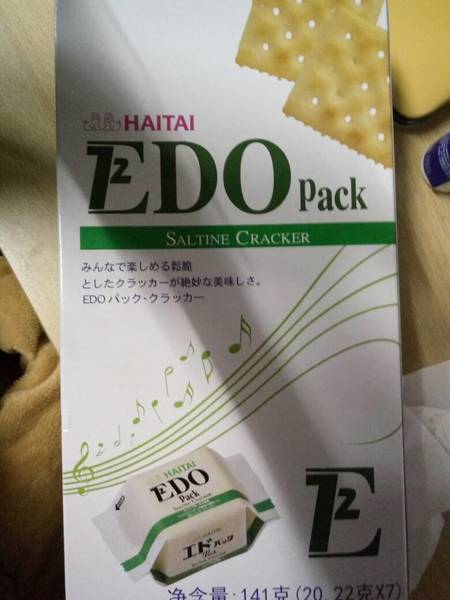 HAITAI
EDO Pack
SALTINE CRACKER
みんなで楽しめる鬆脆
としたクラッカーが絶妙な美味しさ。
EDOパック・クラッカー
HAITAI
EDO
Pack
SALTINE CRACKER
エドパック
E12
净含量:141克(20.22克X7)